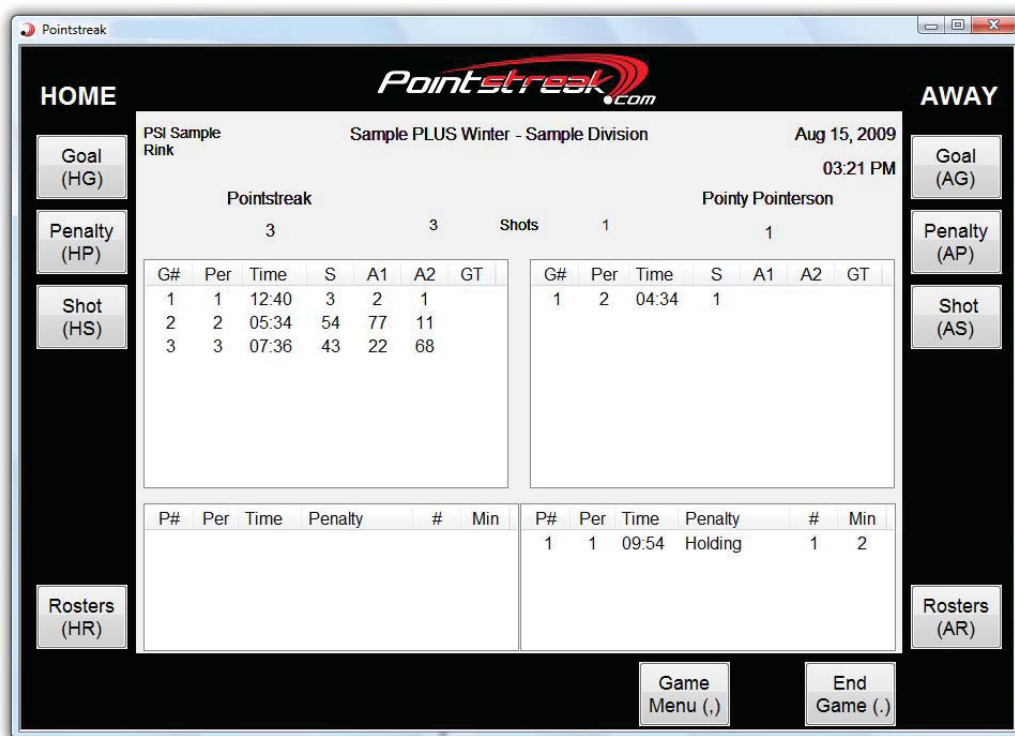 Pointstreak
HOME
Pointstreak.com
AWAY
PSI Sample
Rink
Sample PLUS Winter - Sample Division
Aug 15, 2009
03:21 PM
Goal
(HG)
Goal
(AG)
Pointstreak
Pointy Pointerson
Penalty
(HP)
3
3 Shots 1
1
Penalty
(AP)
Shot
(HS)
Shot
(AS)
G# Per Time S A1 A2 GT
1 1 12:40 3 2 1
2 2 05:34 54 77 11
3 3 07:36 43 22 68
G# Per Time S A1 A2 GT
1 2 04:34 1
P# Per Time Penalty # Min
P# Per Time Penalty # Min
1 1 09:54 Holding 1 2
Rosters
(HR)
Rosters
(AR)
Game
Menu (,)
End
Game (.)